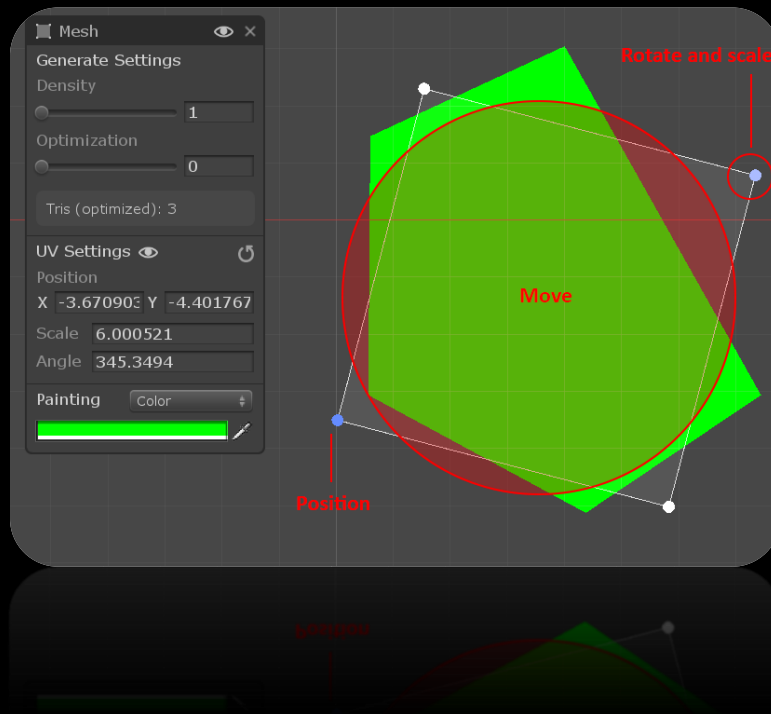 Mesh
Generate Settings
Density
1
Optimization
0
Tris (optimized): 3
UV Settings
Position
X -3.670903 Y -4.401767
Scale 6.000521
Angle 345.3494
Painting Color
Rotate and scale
Move
Position